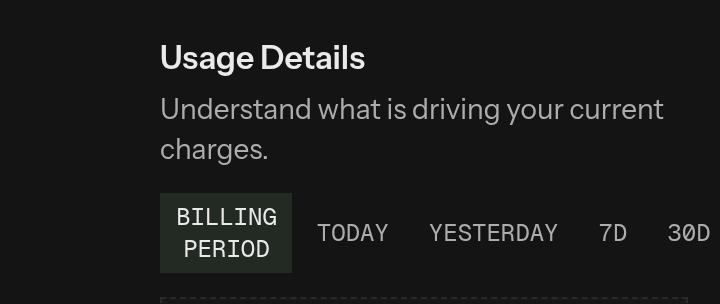 Usage Details
Understand what is driving your current
charges.
BILLING
PERIOD
TODAY YESTERDAY 7D 30D